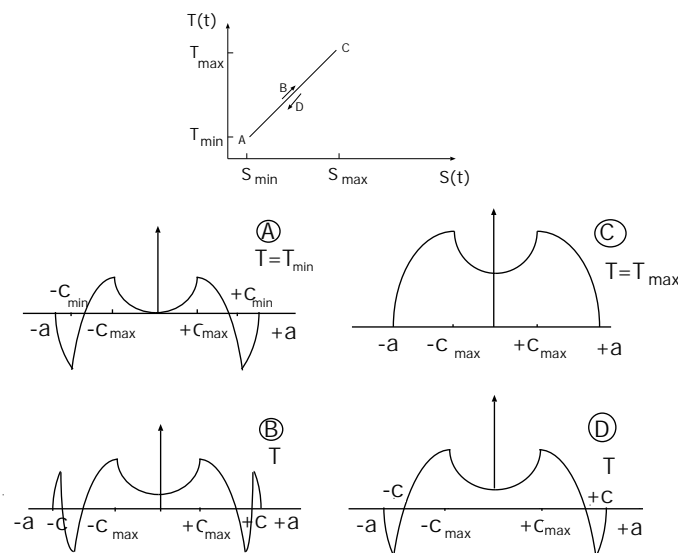 T(t)
T max
C
B
D
T min
A
S min S max S(t)
A
T=T min
-c min +c min
-a -c max +c max +a
C
T=T max
-a -c max +c max +a
B
T
-a -c -c max +c max +c +a
D
T
-c +c
-a -c max +c max +a